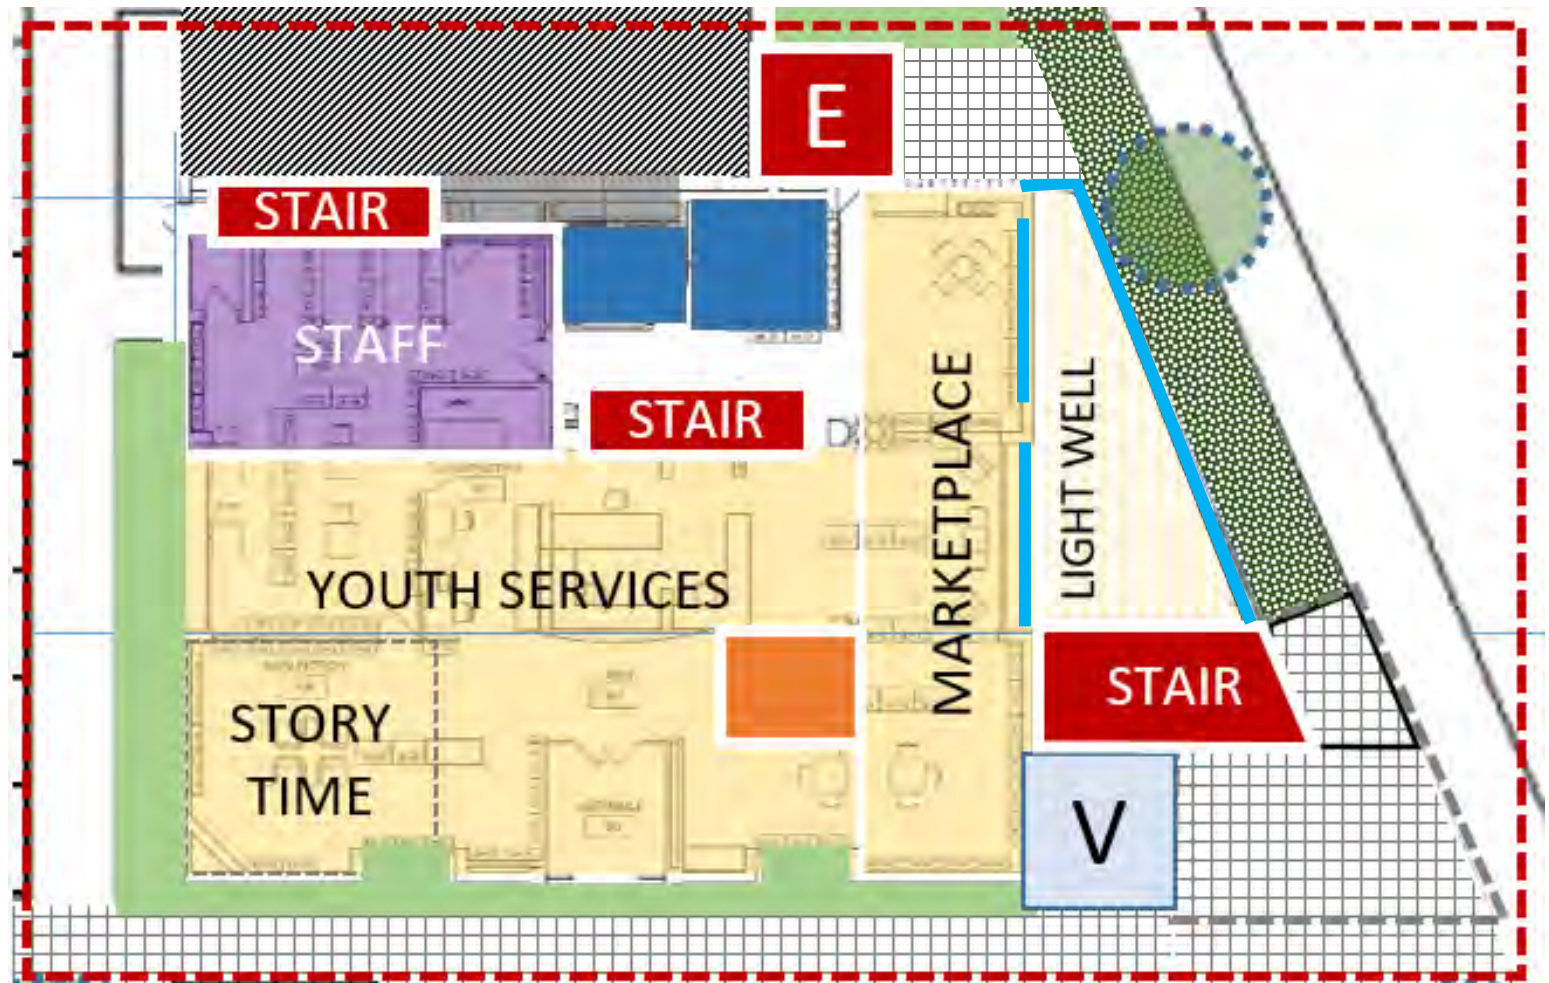 E
STAIR
STAFF
STAIR
MARKETPLACE
LIGHT WELL
YOUTH SERVICES
STAIR
STORY
TIME
V